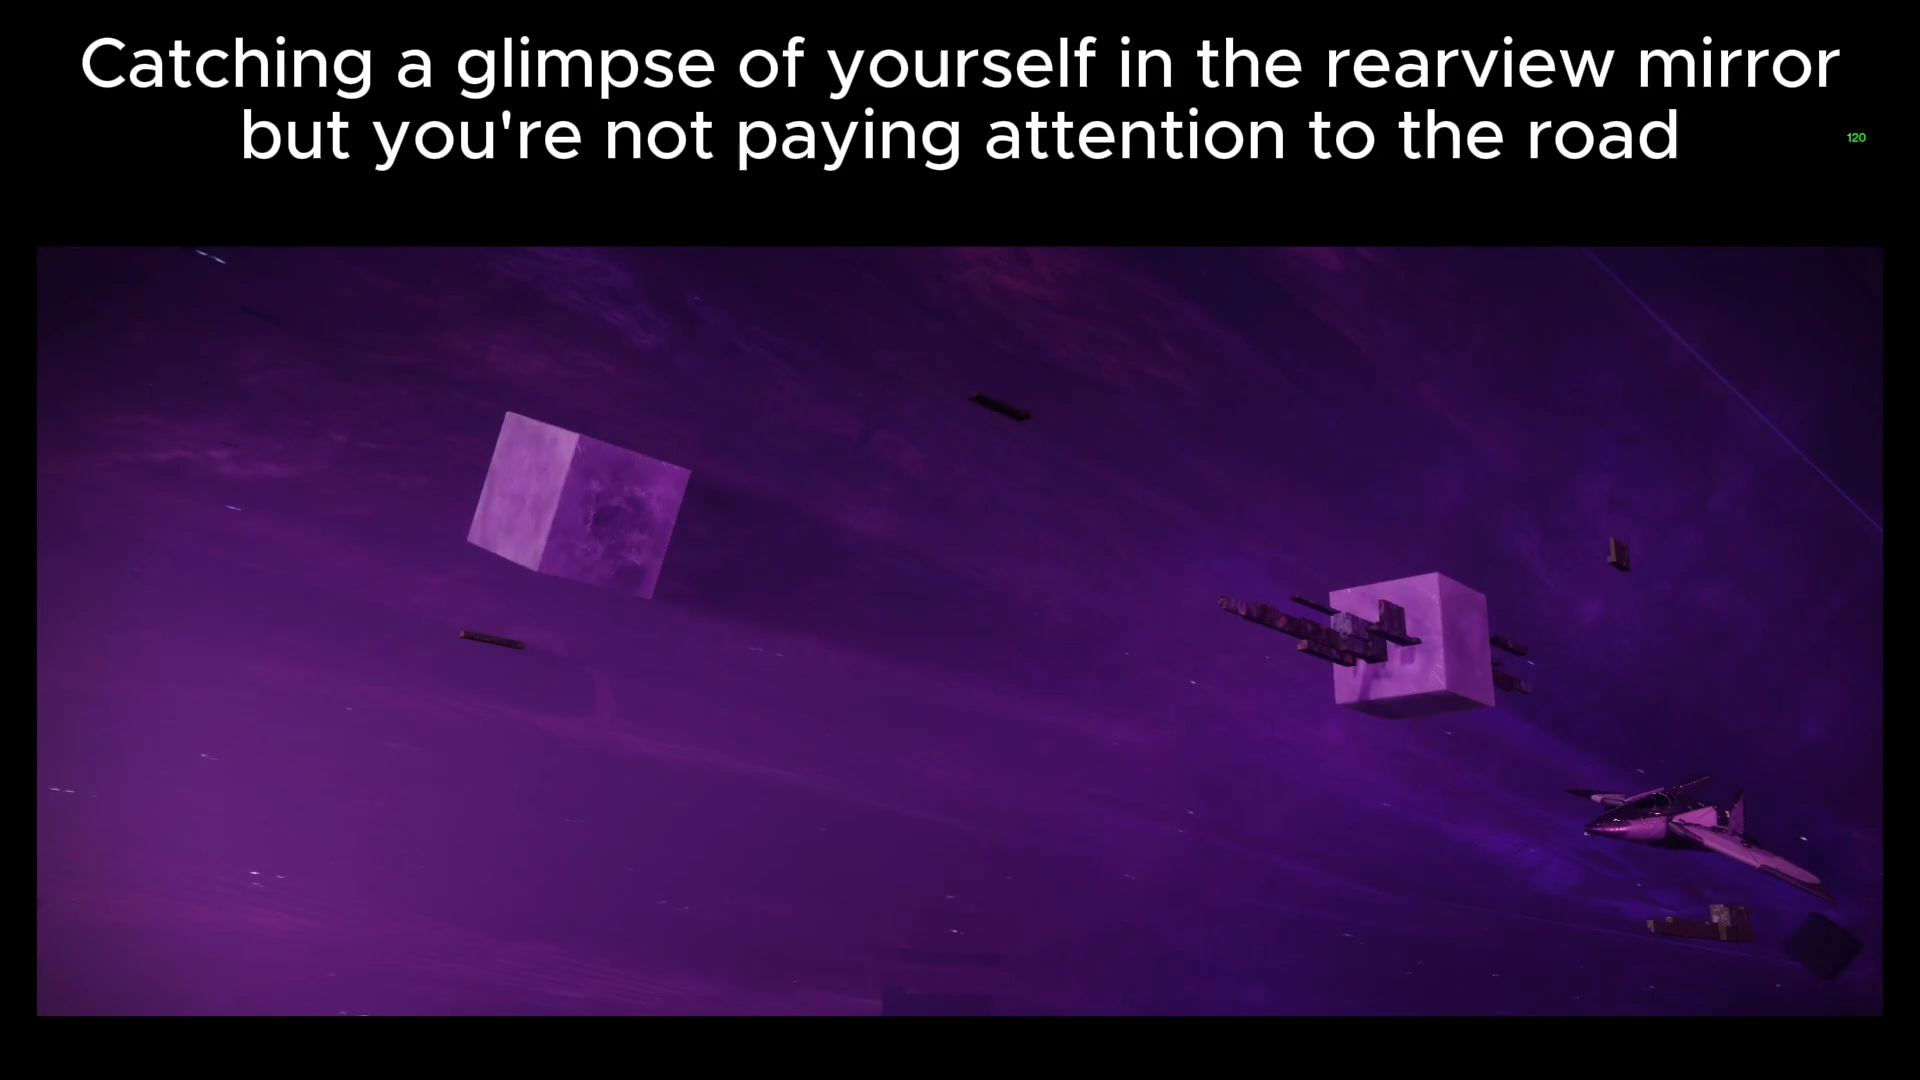 Catching a glimpse of yourself in the rearview mirror
but you're not paying attention to the road
120